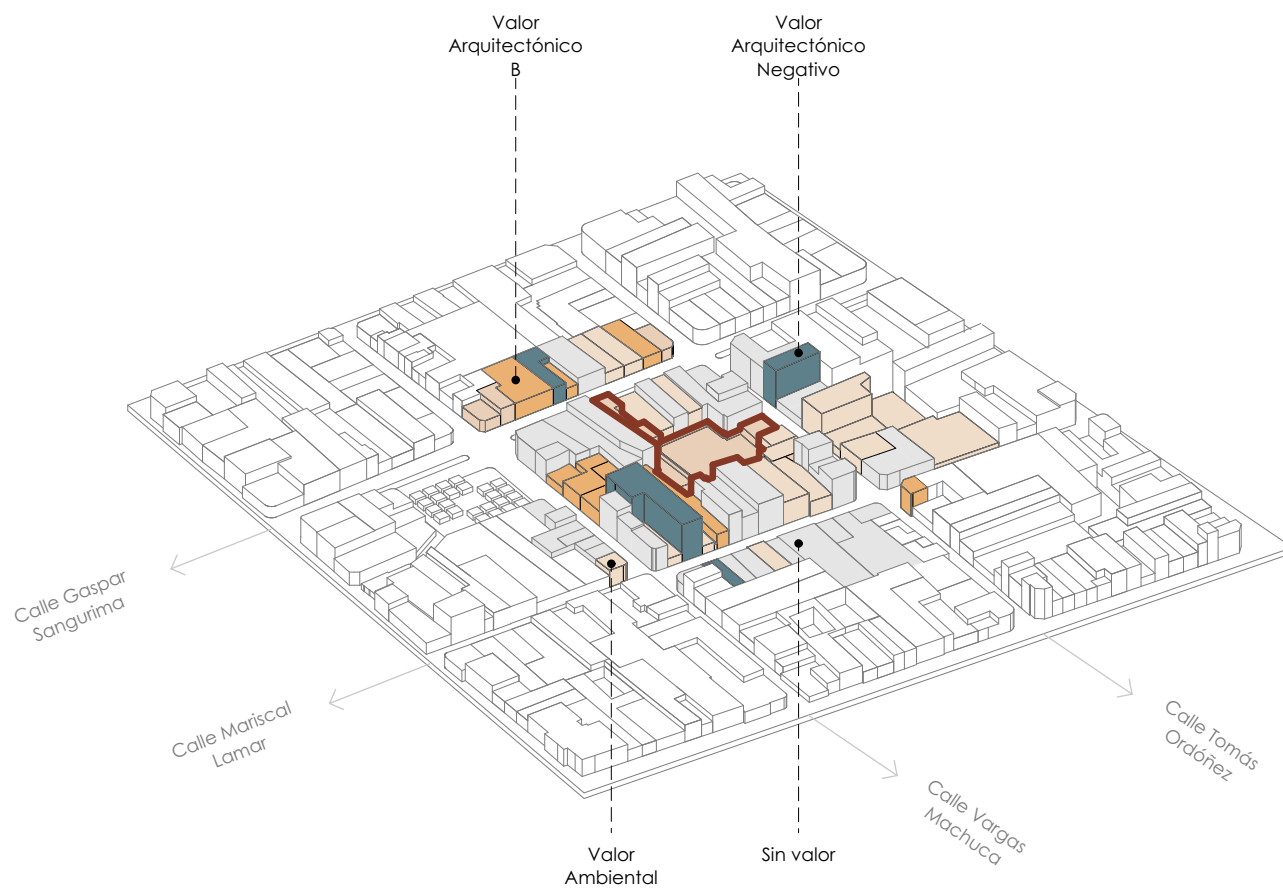 Valor
Arquitectónico
B
Valor
Arquitectónico
Negativo
Calle Gaspar
Sangurima
Calle Mariscal
Lamar
Calle Tomás
Ordóñez
Calle Vargas
Machuca
Valor
Ambiental
Sin valor